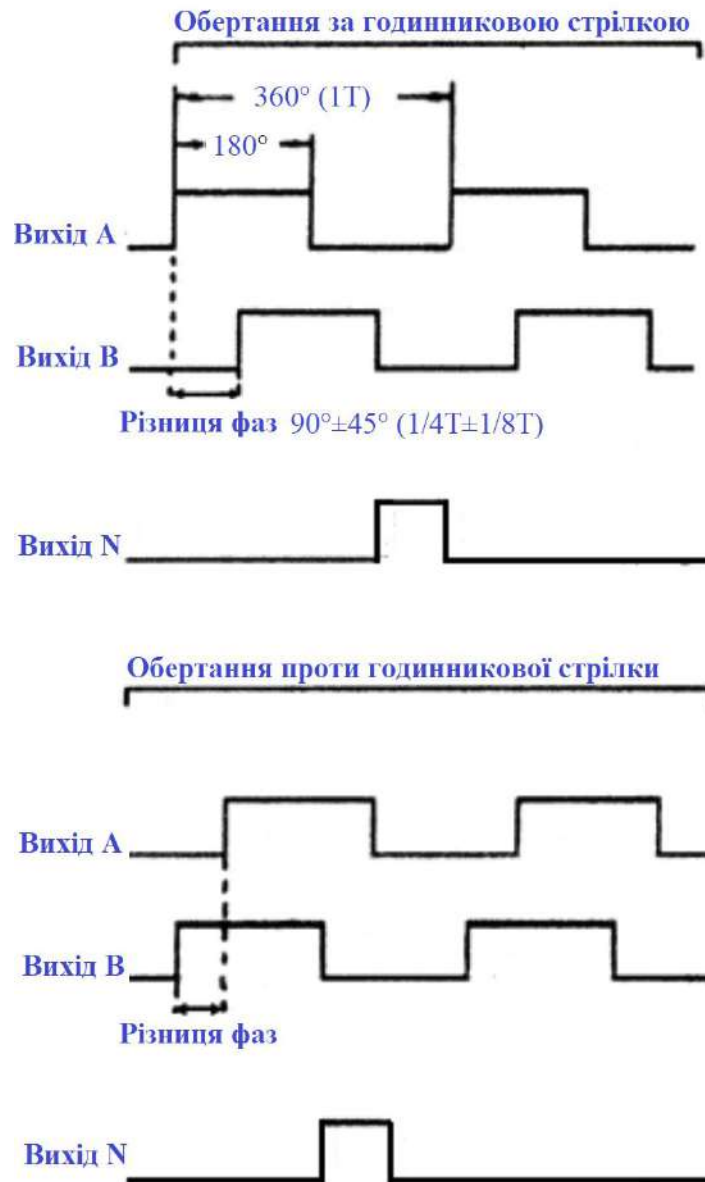 Обертання за годинниковою стрілкою
360° (1T)
180°
Вихід A
Вихід B
Різниця фаз 90°±45° (1/4T±1/8T)
Вихід N
Обертання проти годинникової стрілки
Вихід A
Вихід B
Різниця фаз
Вихід N